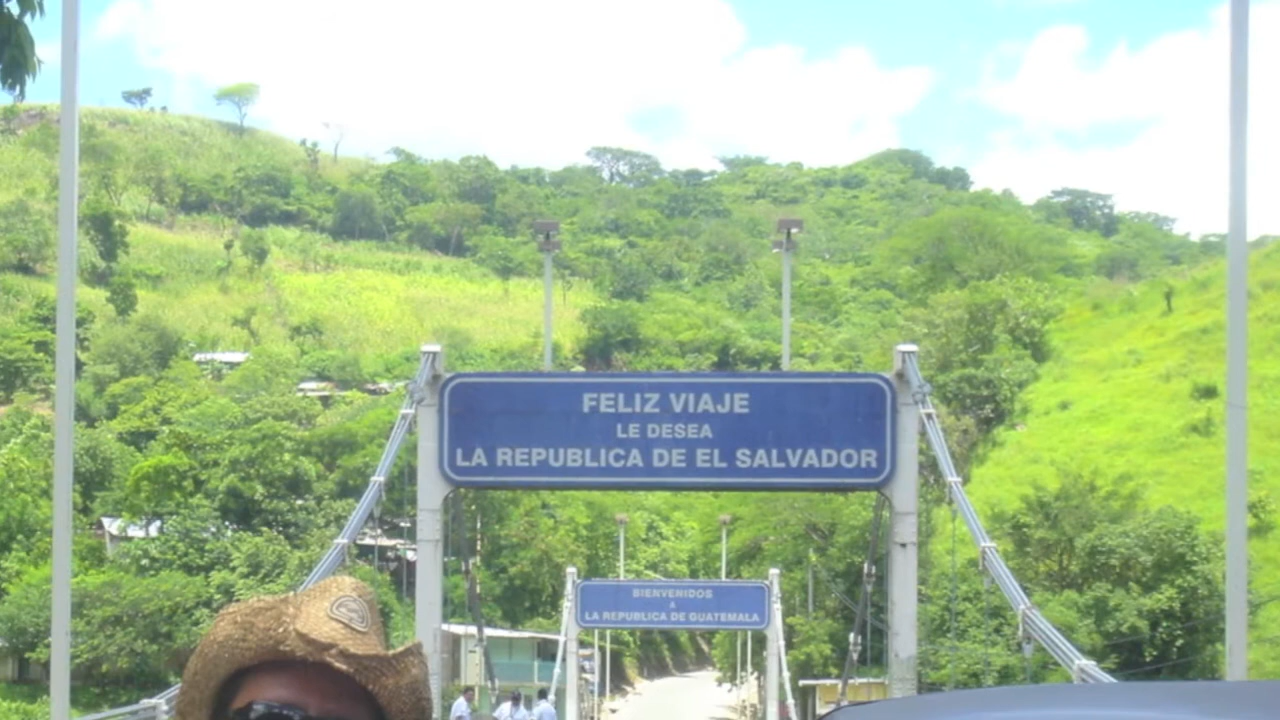 FELIZ VIAJE
LE DESEA
LA REPUBLICA DE EL SALVADOR
BIENVENIDOS
A
LA REPUBLICA DE GUATEMALA